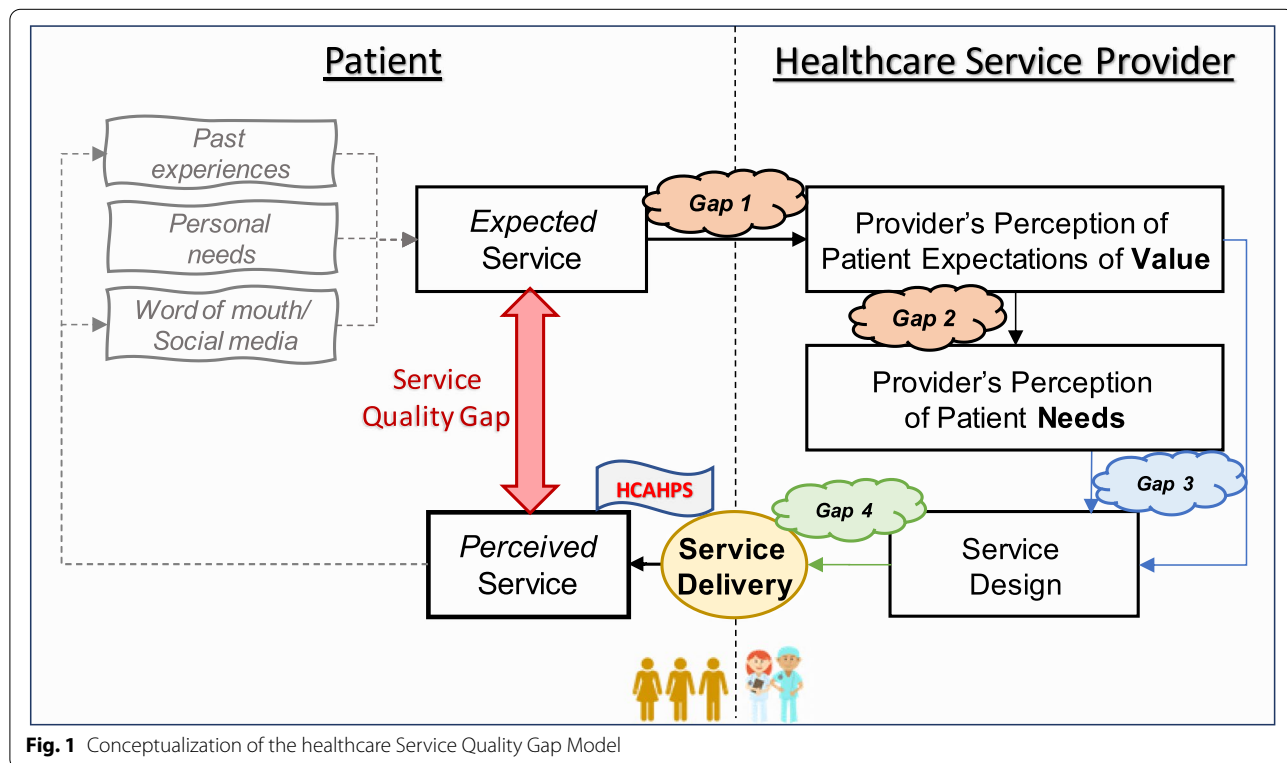 Patient
Healthcare Service Provider
Past
experiences
Personal
needs
Word of mouth/
Social media
Expected
Service
Gap 1
Provider’s Perception of
Patient Expectations of Value
Gap 2
Provider’s Perception
of Patient Needs
Service
Quality Gap
Gap 3
HCAHPS
Gap 4
Perceived
Service
Service
Delivery
Service
Design
Fig. 1 Conceptualization of the healthcare Service Quality Gap Model